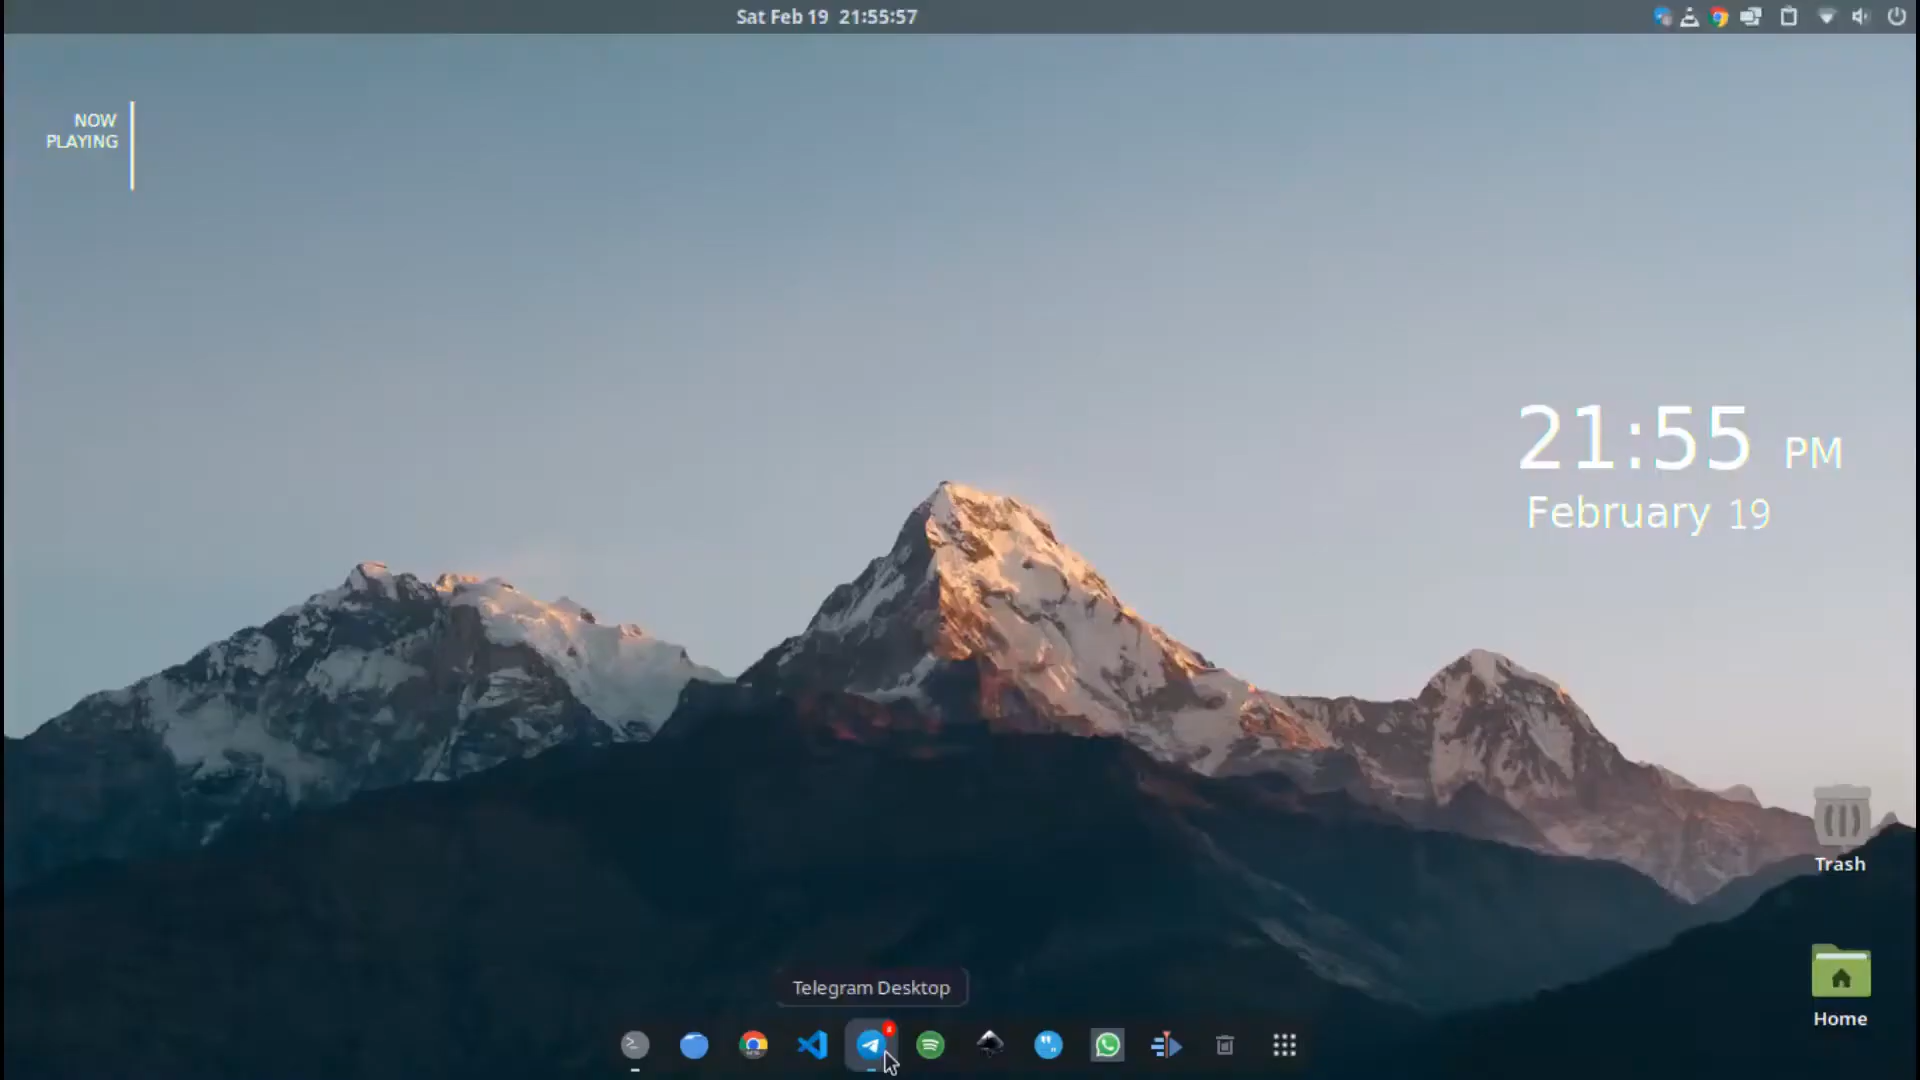 Sat Feb 19 21:55:57
NOW
PLAYING
21:55 PM
February 19
Trash
Telegram Desktop
Home